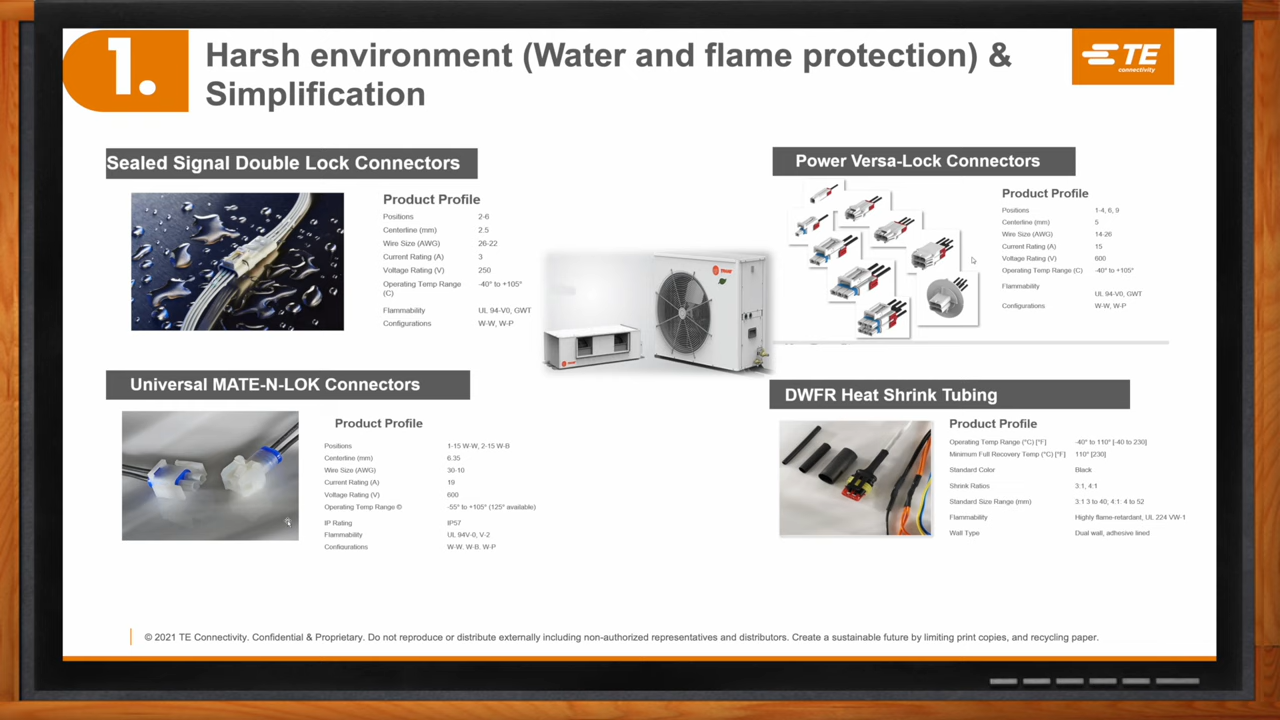 1.
Harsh environment (Water and flame protection) &
Simplification
TE
connectivity
Sealed Signal Double Lock Connectors
Product Profile
Positions 2-6
Centerline (mm) 2.5
Wire Size (AWG) 26-22
Current Rating (A) 3
Voltage Rating (V) 250
Operating Temp Range -40° to +105°
(C)
Flammability UL 94-V0, GWT
Configurations W-W, W-P
Power Versa-Lock Connectors
Product Profile
Positions 1-4, 6, 9
Centerline (mm) 5
Wire Size (AWG) 14-26
Current Rating (A) 15
Voltage Rating (V) 600
Operating Temp Range (C) -40° to +105°
Flammability
UL 94-V0, GWT
Configurations W-W, W-P
TRANE
Universal MATE-N-LOK Connectors
Product Profile
Positions 1-15 W-W, 2-15 W-B
Centerline (mm) 6.35
Wire Size (AWG) 30-10
Current Rating (A) 19
Voltage Rating (V) 600
Operating Temp Range © -55° to +105° (125° available)
IP Rating IP57
Flammability UL 94V-0, V-2
Configurations W-W. W-B. W-P
DWFR Heat Shrink Tubing
Product Profile
Operating Temp Range (°C) [°F] -40° to 110° [-40 to 230]
Minimum Full Recovery Temp (°C) [°F] 110° [230]
Standard Color Black
Shrink Ratios 3:1, 4:1
Standard Size Range (mm) 3:1 3 to 40; 4:1: 4 to 52
Flammability Highly flame-retardant, UL 224 VW-1
Wall Type Dual wall, adhesive lined
© 2021 TE Connectivity. Confidential & Proprietary. Do not reproduce or distribute externally including non-authorized representatives and distributors. Create a sustainable future by limiting print copies, and recycling paper.